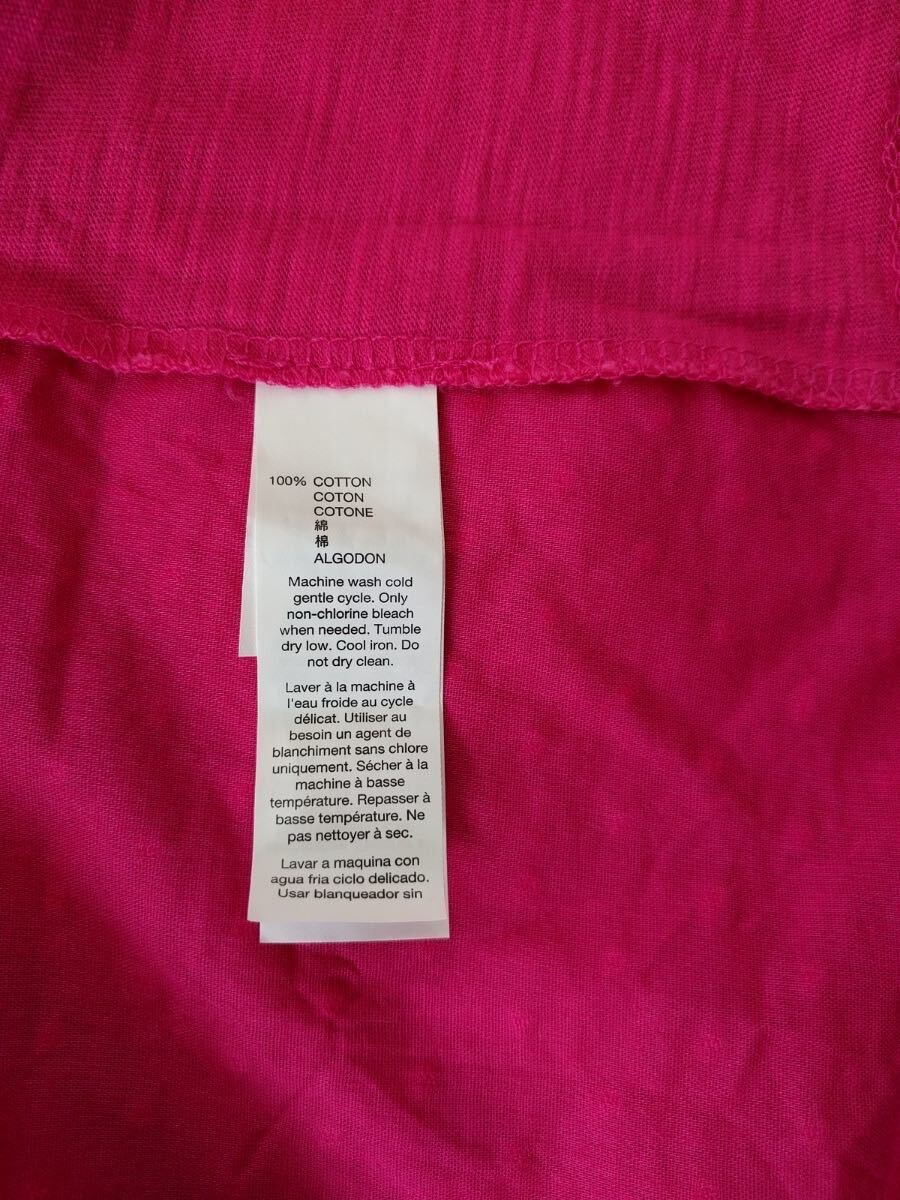 100% COTTON
COTON
COTONE
綿
棉
ALGODON
Machine wash cold
gentle cycle. Only
non-chlorine bleach
when needed. Tumble
dry low. Cool iron. Do
not dry clean.
Laver à la machine à
l'eau froide au cycle
délicat. Utiliser au
besoin un agent de
blanchiment sans chlore
uniquement. Sécher à la
machine à basse
température. Repasser à
basse température. Ne
pas nettoyer à sec.
Lavar a maquina con
agua fria ciclo delicado.
Usar blanqueador sin